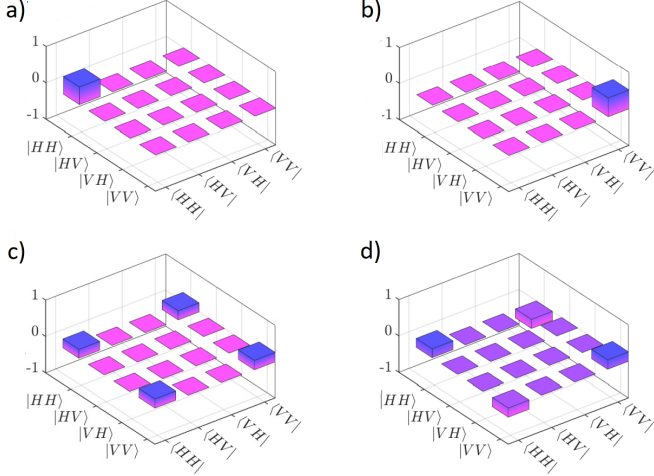 a)
1
0
-1
|HH⟩
|HV⟩
|VH⟩
|VV⟩
⟨HH|
⟨HV|
⟨VH|
⟨VV|
b)
1
0
-1
HH⟩
|HV⟩
|VH⟩
|VV⟩
⟨HH|
⟨HV|
⟨VH|
⟨VV|
c)
1
0
-1
|HH⟩
|HV⟩
|VH⟩
|VV⟩
⟨HH|
⟨HV|
⟨VH|
⟨VV|
d)
1
0
-1
|HH⟩
|HV⟩
|VH⟩
|VV⟩
⟨HH|
⟨HV|
⟨VH|
⟨VV|